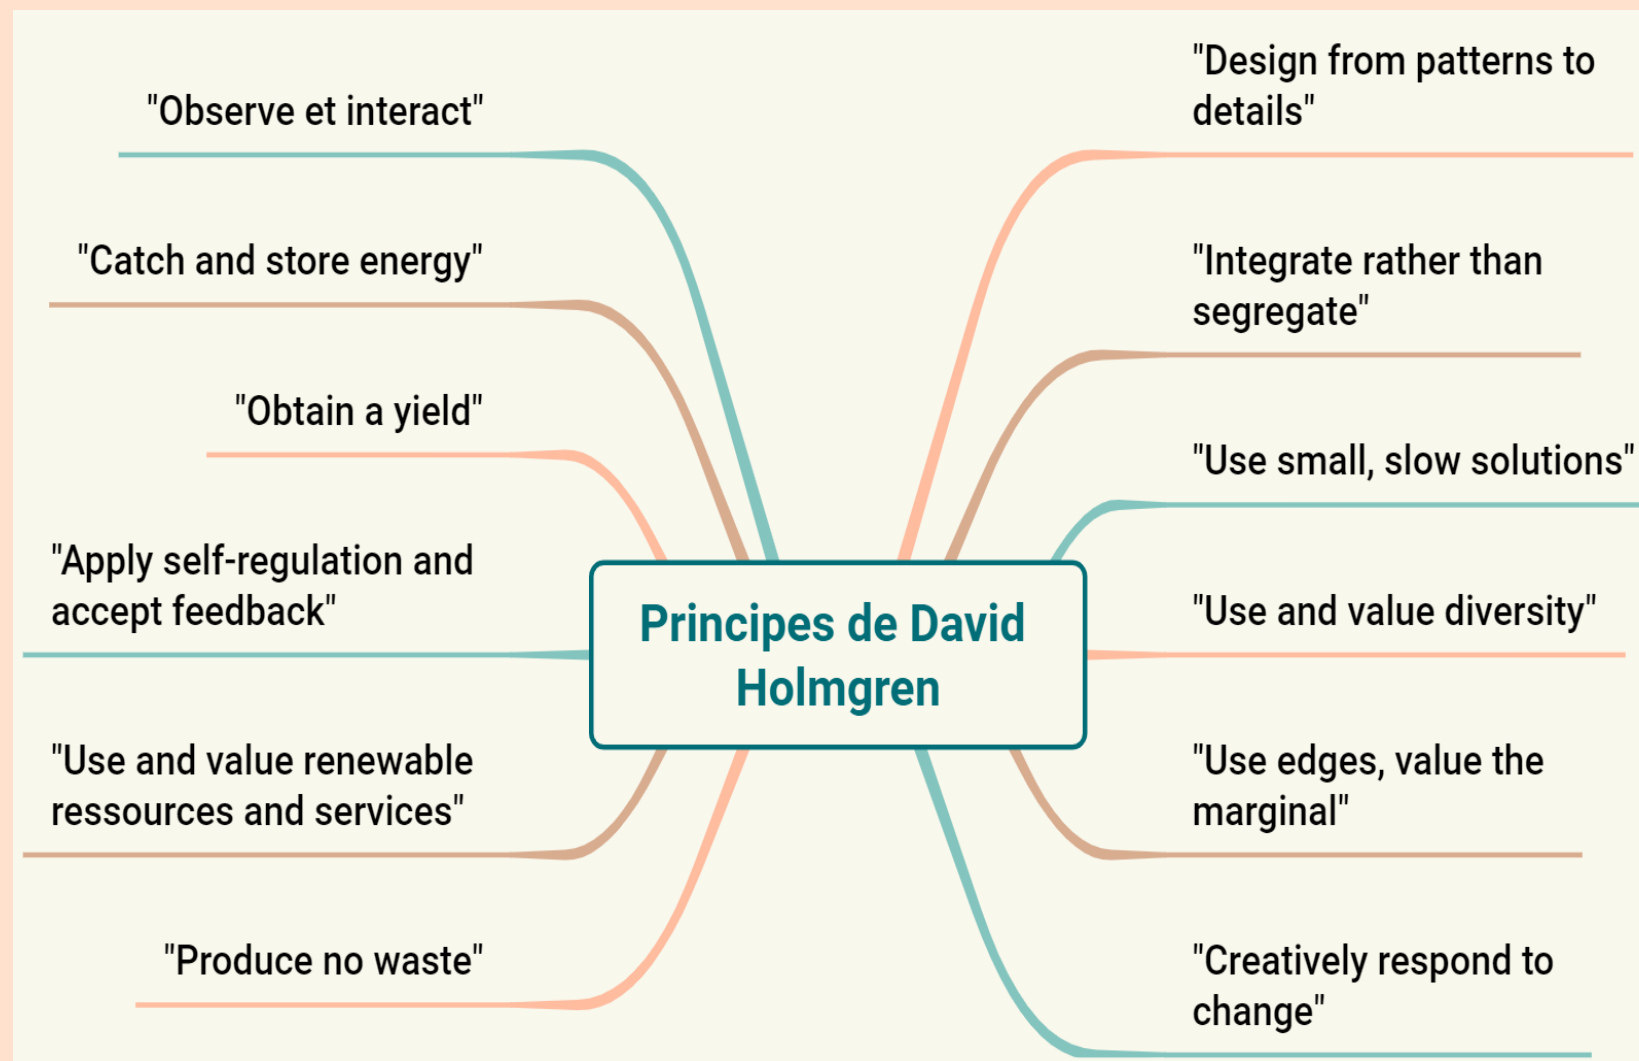 "Observe et interact"
"Catch and store energy"
"Obtain a yield"
"Apply self-regulation and
accept feedback"
"Use and value renewable
ressources and services"
"Produce no waste"
Principes de David
Holmgren
"Design from patterns to
details"
"Integrate rather than
segregate"
"Use small, slow solutions"
"Use and value diversity"
"Use edges, value the
marginal"
"Creatively respond to
change"